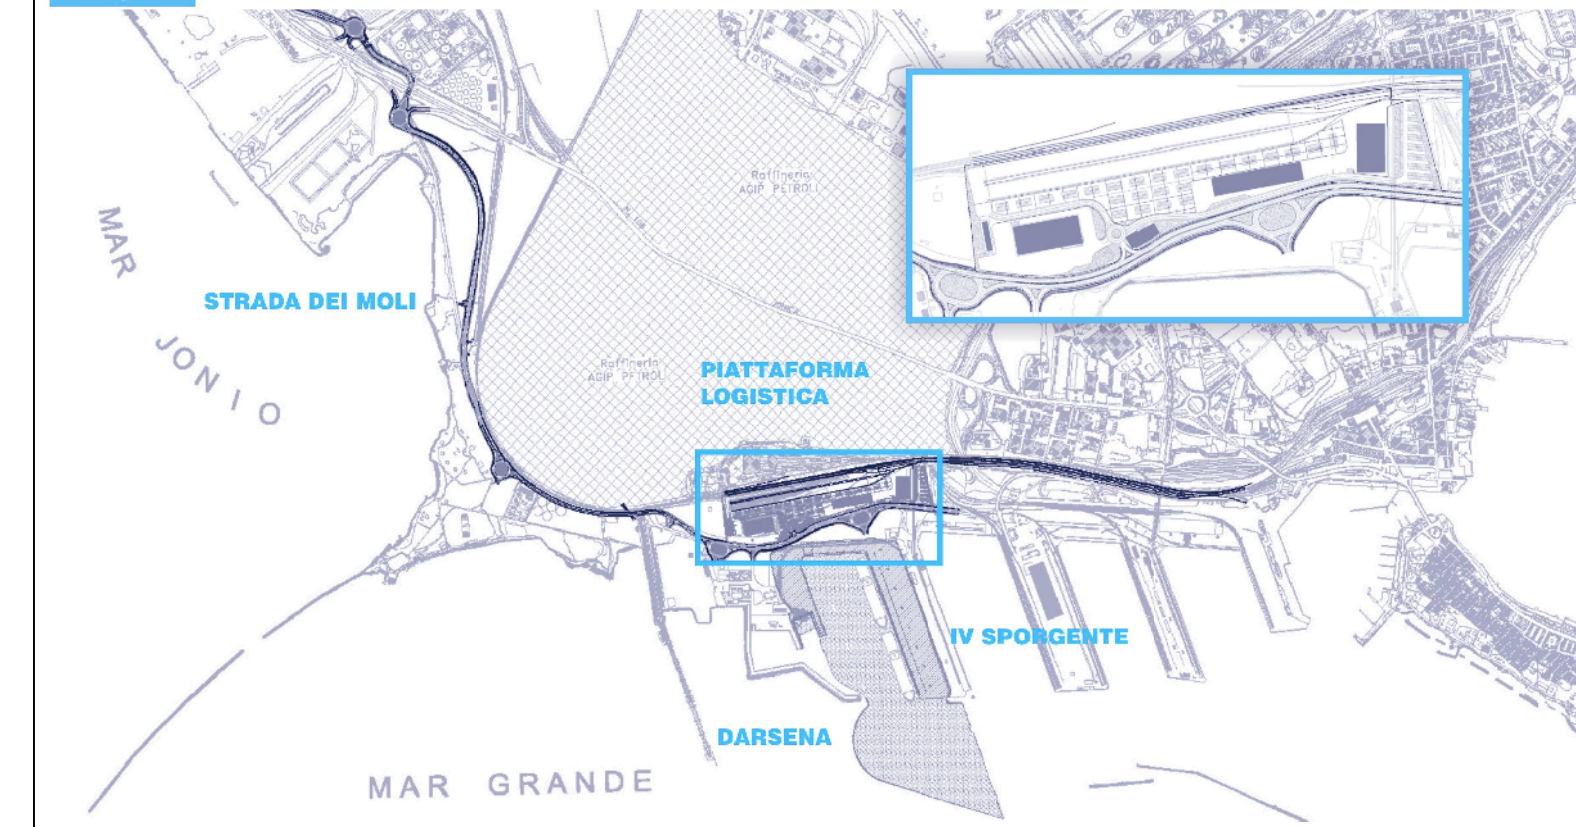 Raffineria
AGIP PETROLI
MAR
JONIO
STRADA DEI MOLI
Raffineria
AGIP PETROLI
PIATTAFORMA
LOGISTICA
IV SPORGENTE
DARSENA
MAR GRANDE